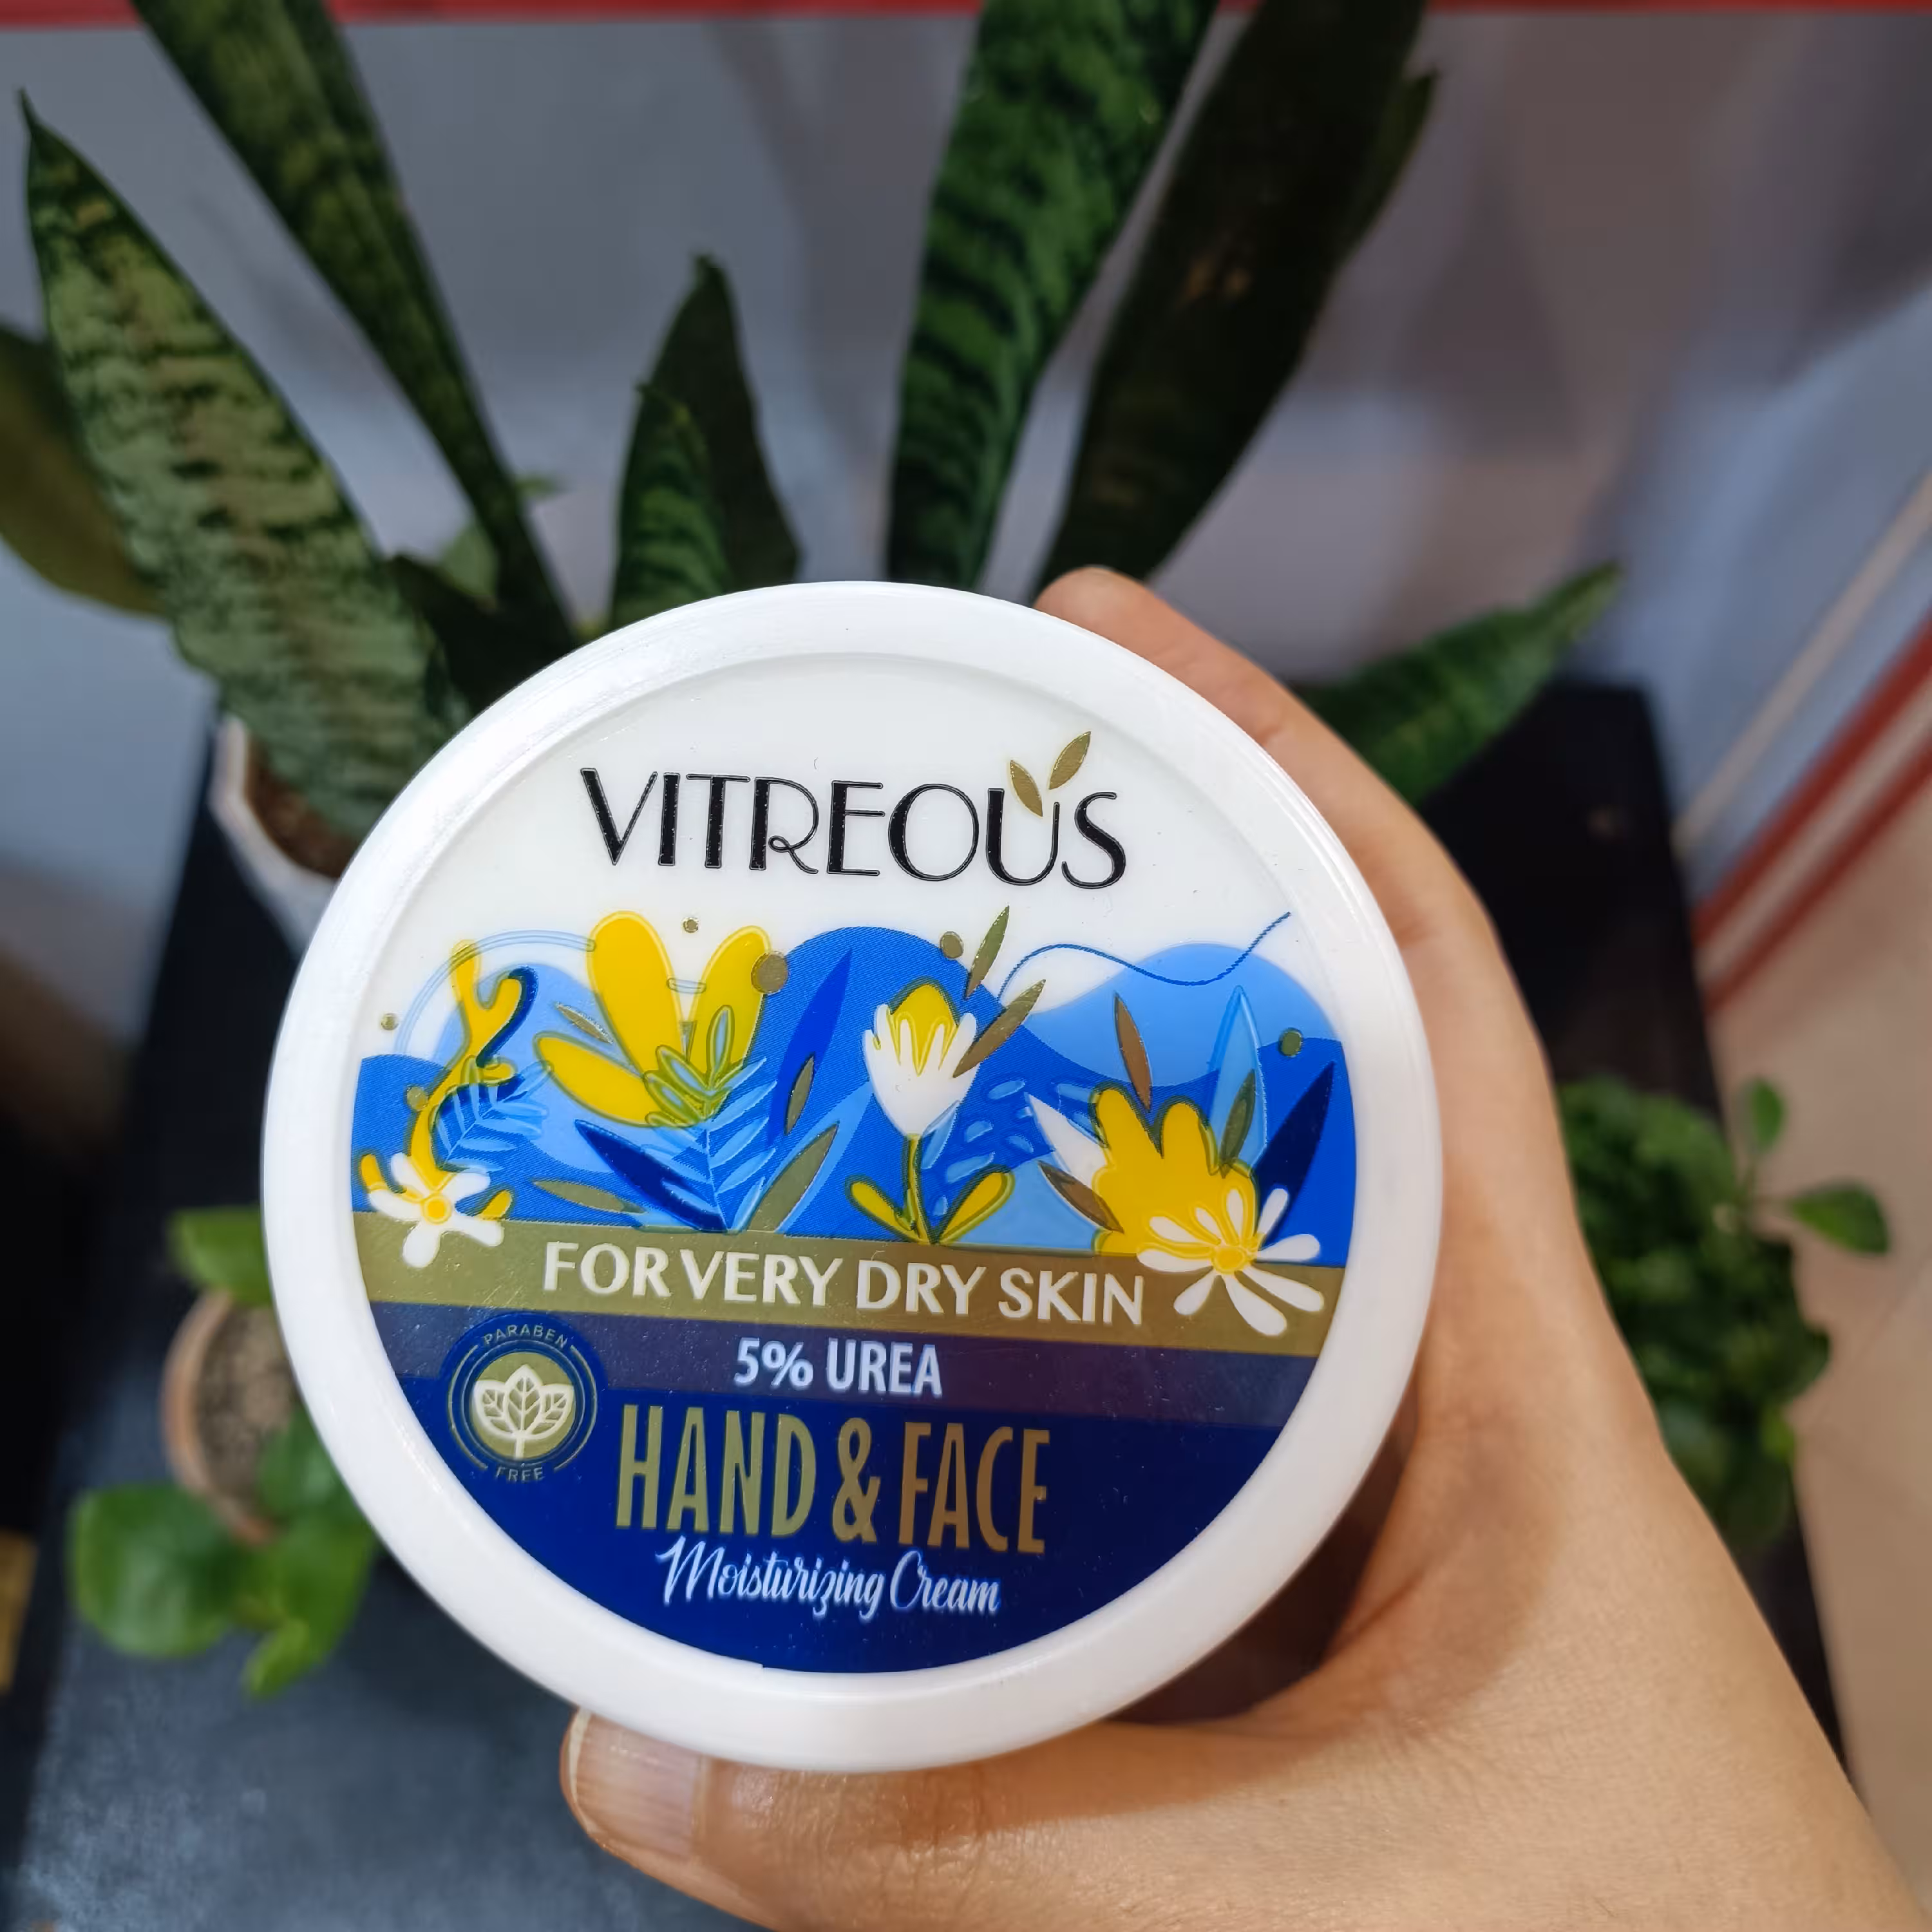 VITREOUS
FOR VERY DRY SKIN
5% UREA
PARABEN
FREE
HAND & FACE
Moisturizing Cream